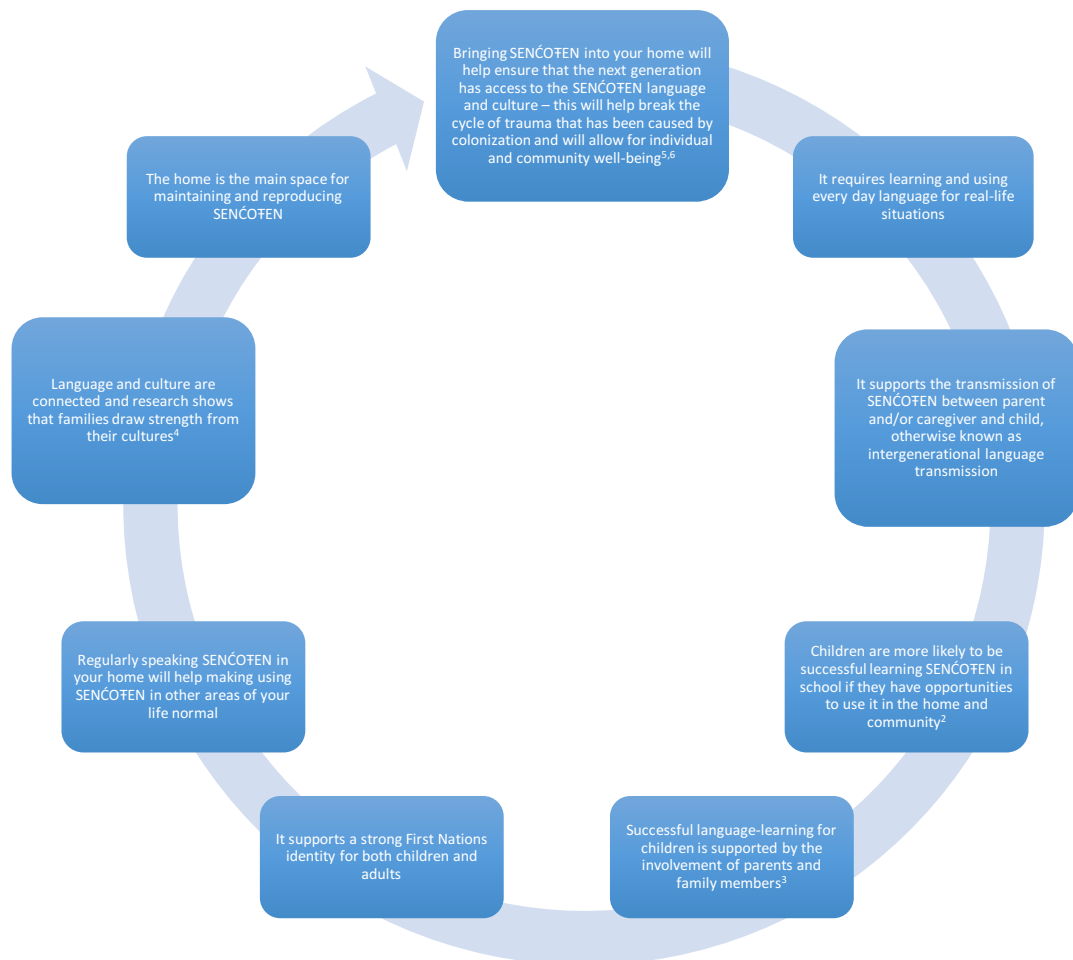 Bringing SENĆOŦEN into your home will
help ensure that the next generation
has access to the SENĆOŦEN language
and culture – this will help break the
cycle of trauma that has been caused by
colonization and will allow for individual
and community well-being⁵,⁶
It requires learning and using
every day language for real-life
situations
It supports the transmission of
SENĆOŦEN between parent
and/or caregiver and child,
otherwise known as
intergenerational language
transmission
Children are more likely to be
successful learning SENĆOŦEN in
school if they have opportunities
to use it in the home and
community²
Successful language-learning for
children is supported by the
involvement of parents and
family members³
It supports a strong First Nations
identity for both children and
adults
Regularly speaking SENĆOŦEN in
your home will help making using
SENĆOŦEN in other areas of your
life normal
Language and culture are
connected and research shows
that families draw strength from
their cultures⁴
The home is the main space for
maintaining and reproducing
SENĆOŦEN